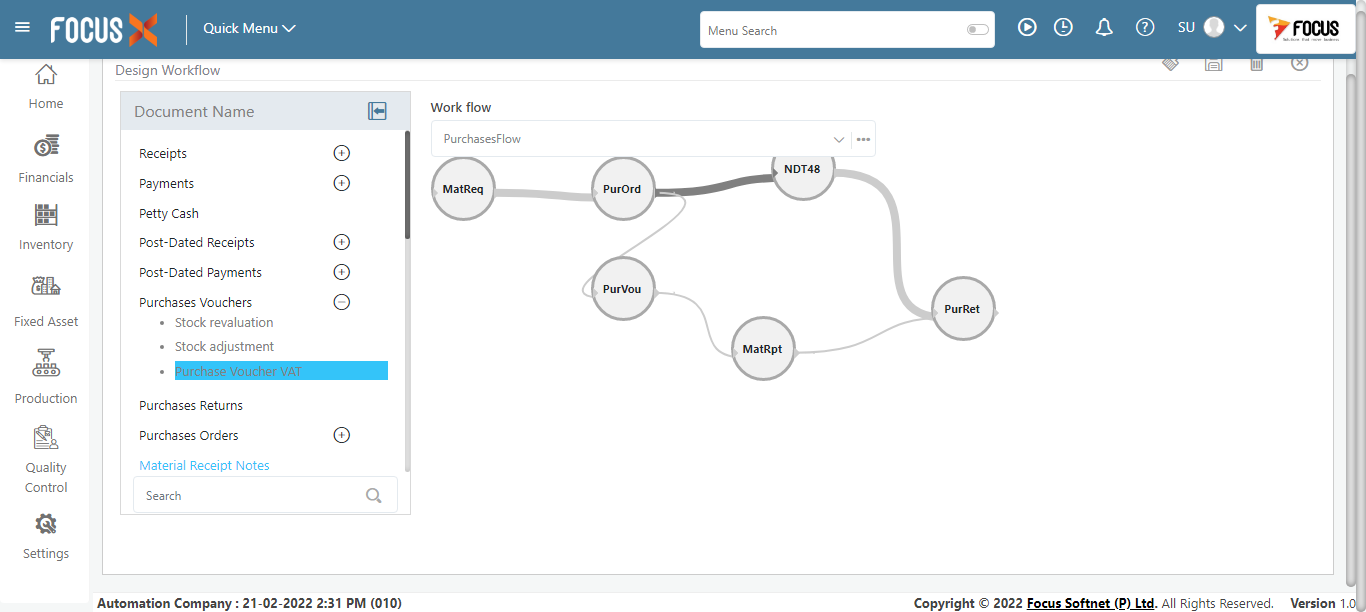 FOCUS X
Quick Menu
Menu Search
SU
FOCUS
Design Workflow
Home
Financials
Inventory
Fixed Asset
Production
Quality
Control
Settings
Document Name
Receipts
Payments
Petty Cash
Post-Dated Receipts
Post-Dated Payments
Purchases Vouchers
Stock revaluation
Stock adjustment
Purchase Voucher VAT
Purchases Returns
Purchases Orders
Material Receipt Notes
Search
Work flow
PurchasesFlow
MatReq
PurOrd
NDT48
PurVou
PurRet
MatRpt
Automation Company : 21-02-2022 2:31 PM (010)
Copyright © 2022 Focus Softnet (P) Ltd. All Rights Reserved. Version 1.0